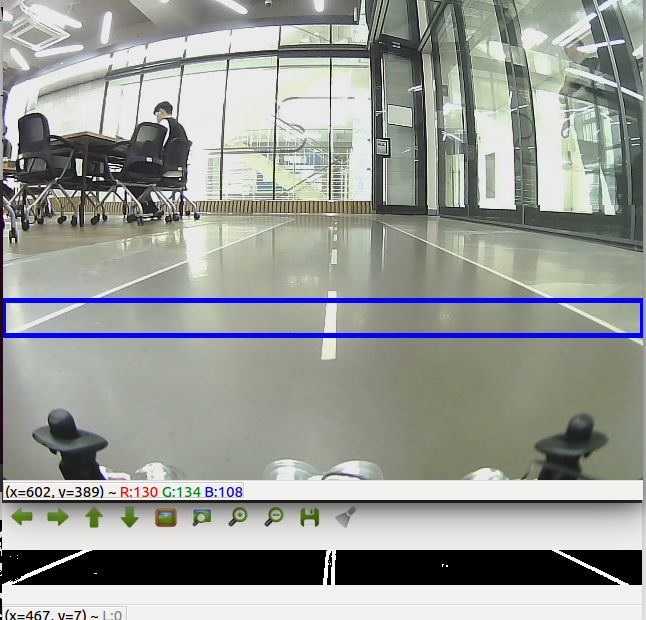 (x=602, y=389) ~ R:130 G:134 B:108
(x=467, y=7) ~ L:0